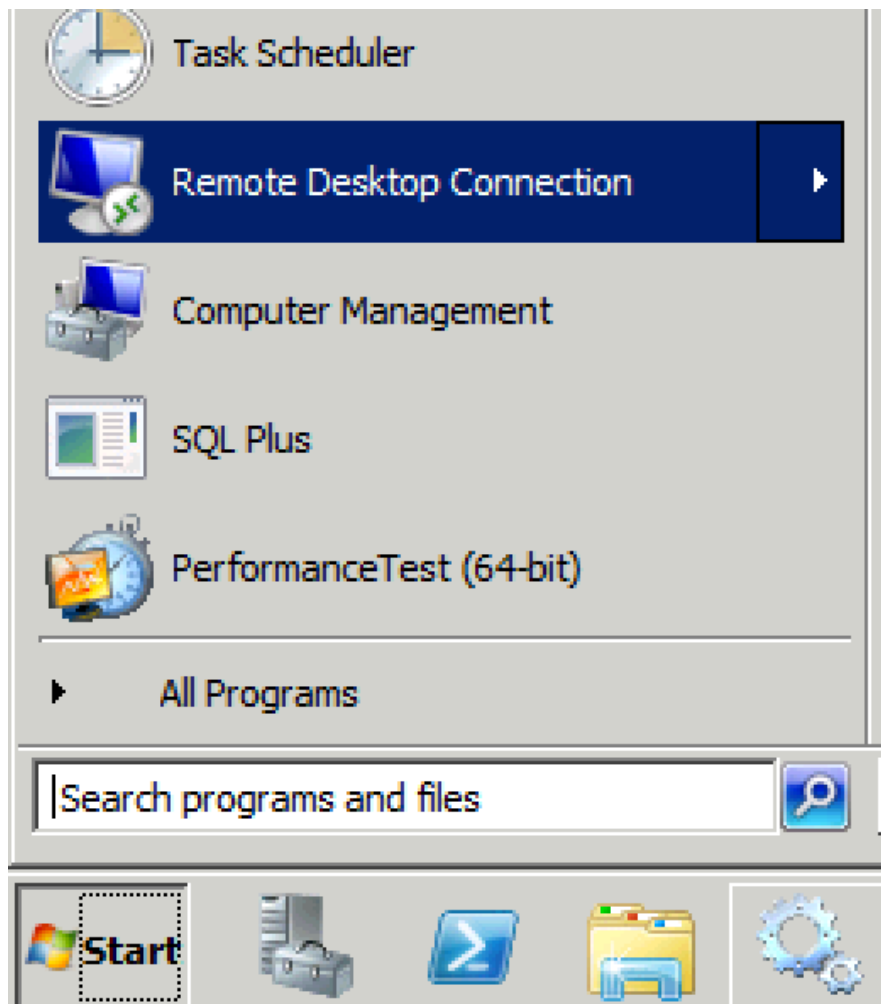 Task Scheduler
Remote Desktop Connection
Computer Management
SQL Plus
PerformanceTest (64-bit)
All Programs
Search programs and files
Start